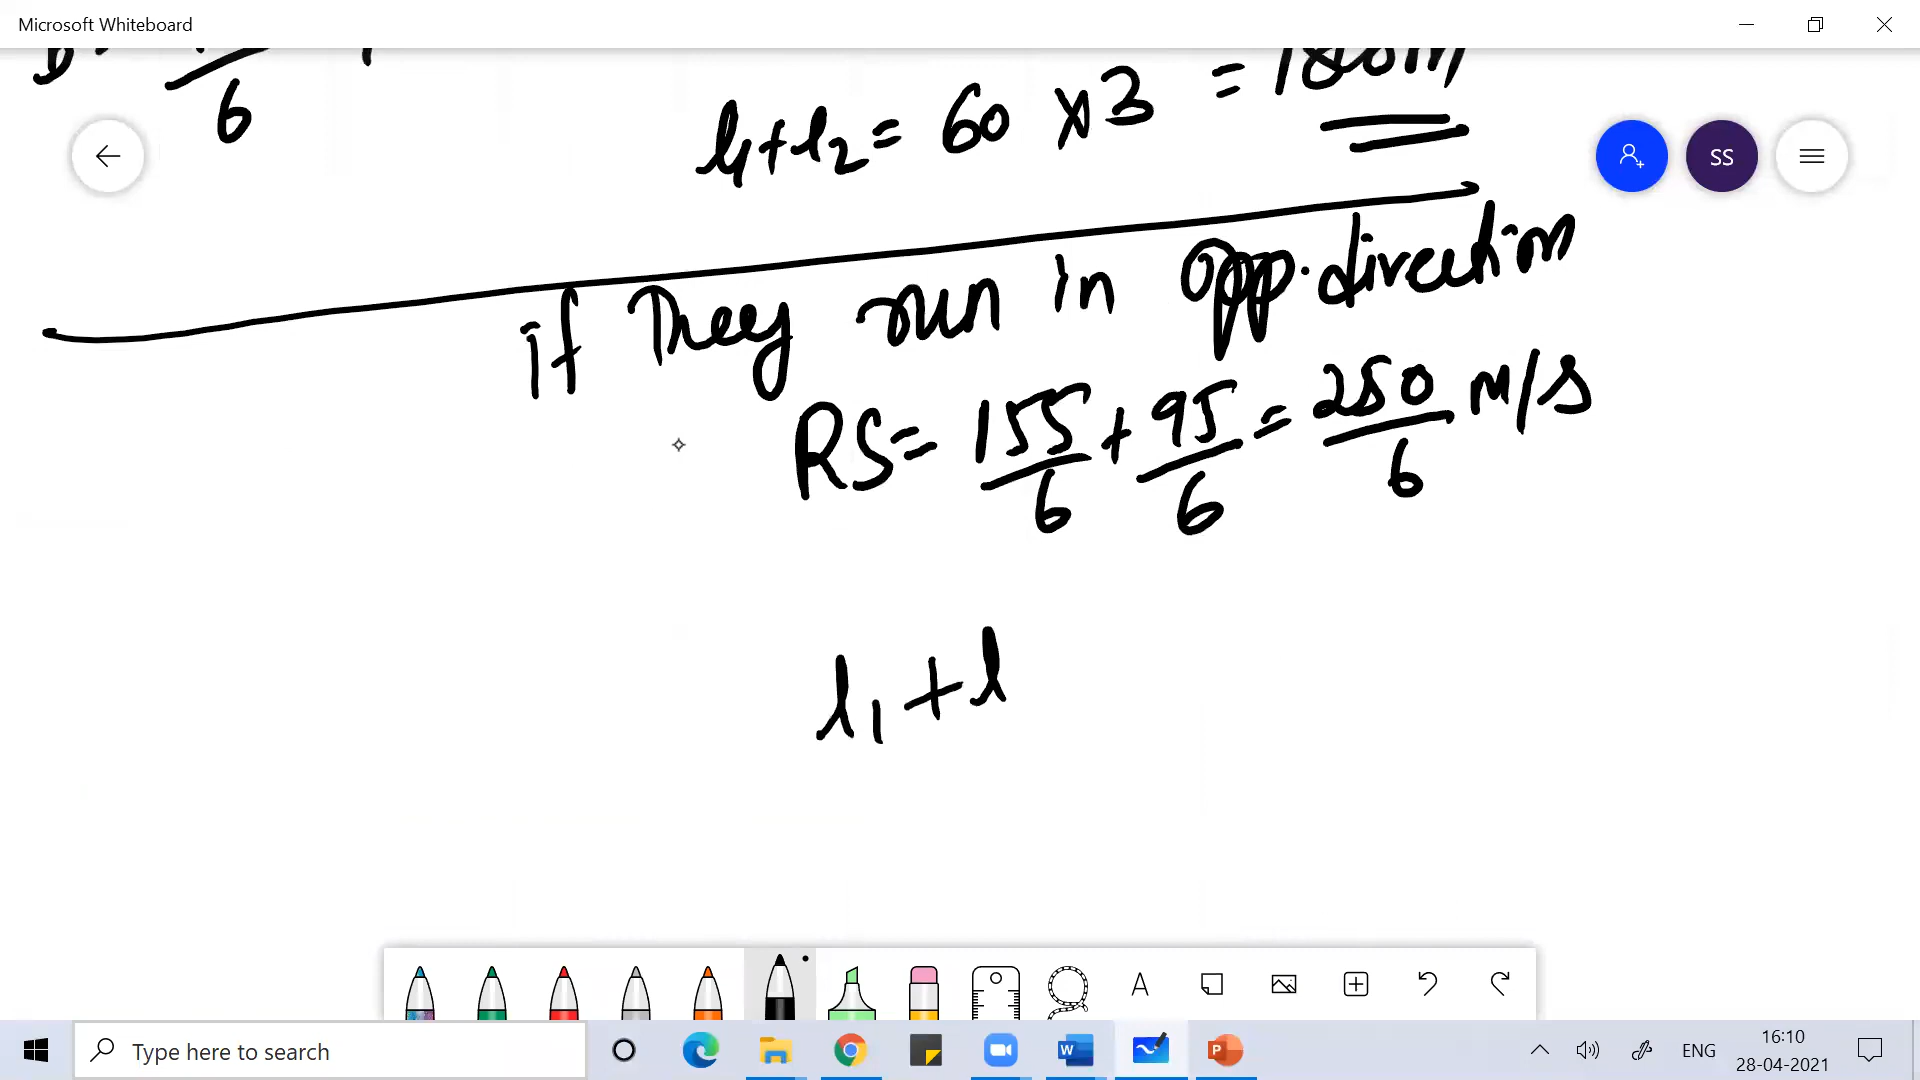 Microsoft Whiteboard
6
l1+l2= 60 x3 = 180m
SS
if They run in opp. direction
RS= 155/6 + 95/6 = 250/6 M/S
l1 + l
A
Type here to search
ENG
16:10
28-04-2021